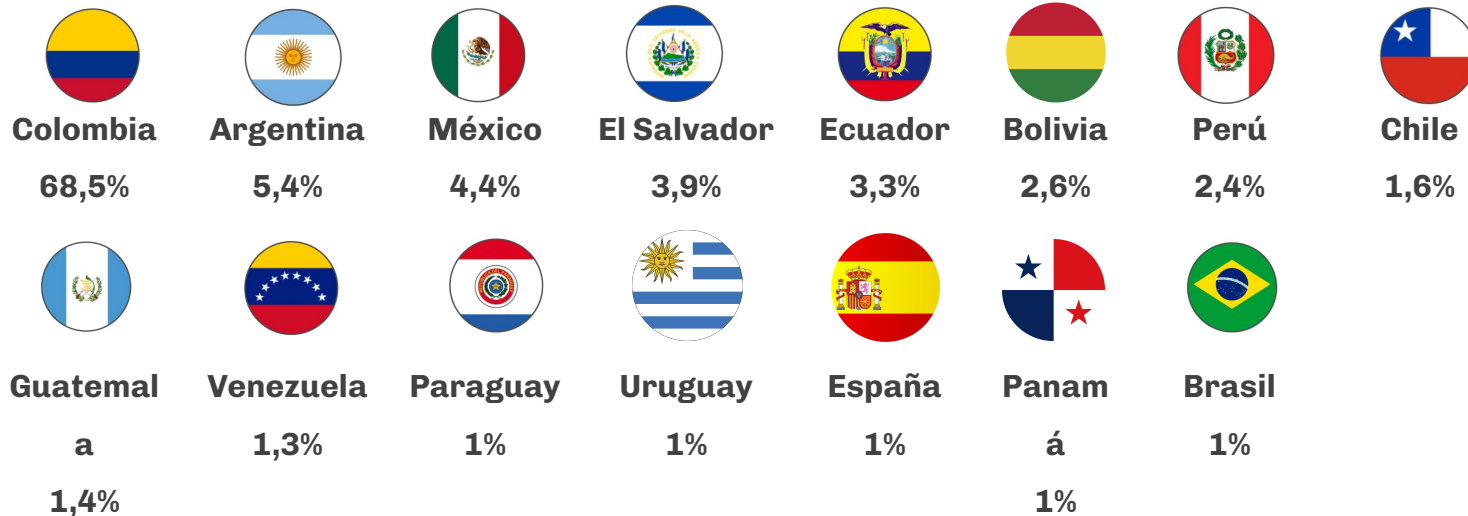 Colombia Argentina México El Salvador Ecuador Bolivia Perú Chile
68,5% 5,4% 4,4% 3,9% 3,3% 2,6% 2,4% 1,6%
Guatemal Venezuela Paraguay Uruguay España Panam Brasil
a 1,3% 1% 1% 1% á 1%
1,4% 1%